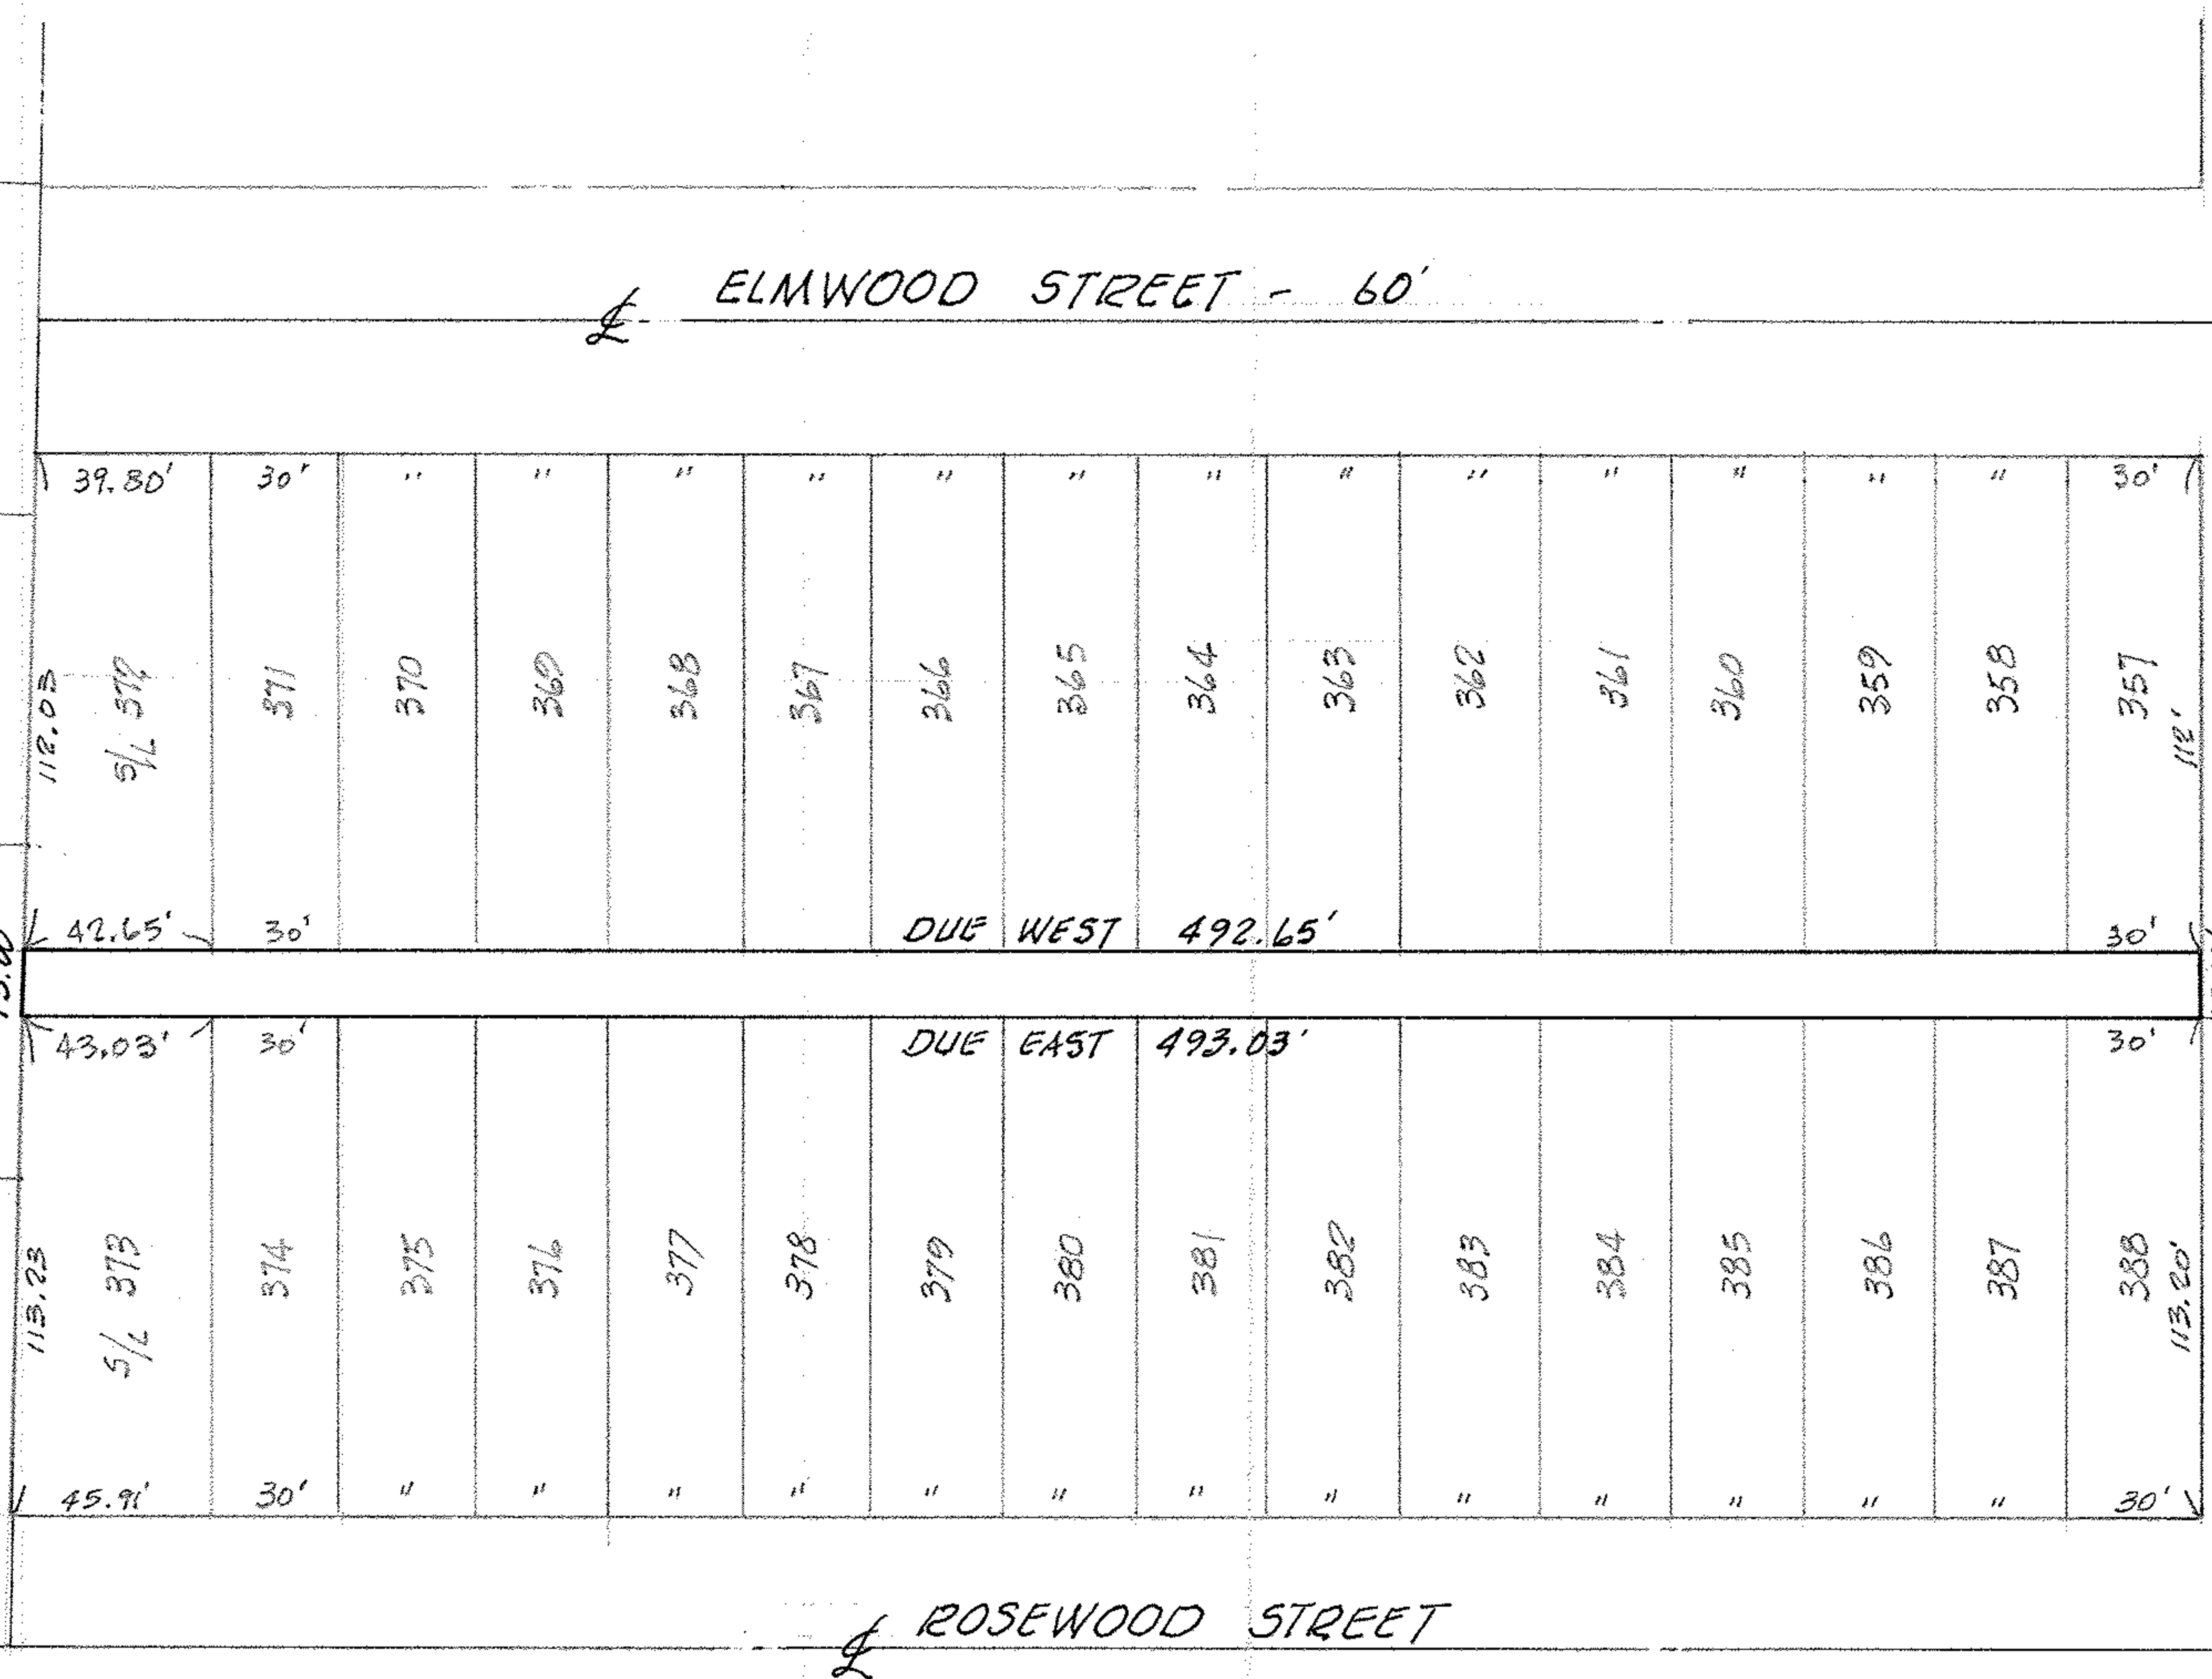 ℄ ELMWOOD STREET - 60'
39.80' 30' " " " " " " " " " " " " " 30'
112.03 S/L 372 371 370 369 368 367 366 365 364 363 362 361 360 359 358 357 112'
42.65' 30' DUE WEST 492.65' 30'
43.03' 30' DUE EAST 493.03' 30'
113.23 S/L 373 374 375 376 377 378 379 380 381 382 383 384 385 386 387 388 113.20'
45.91' 30' " " " " " " " " " " " " " 30'
℄ ROSEWOOD STREET